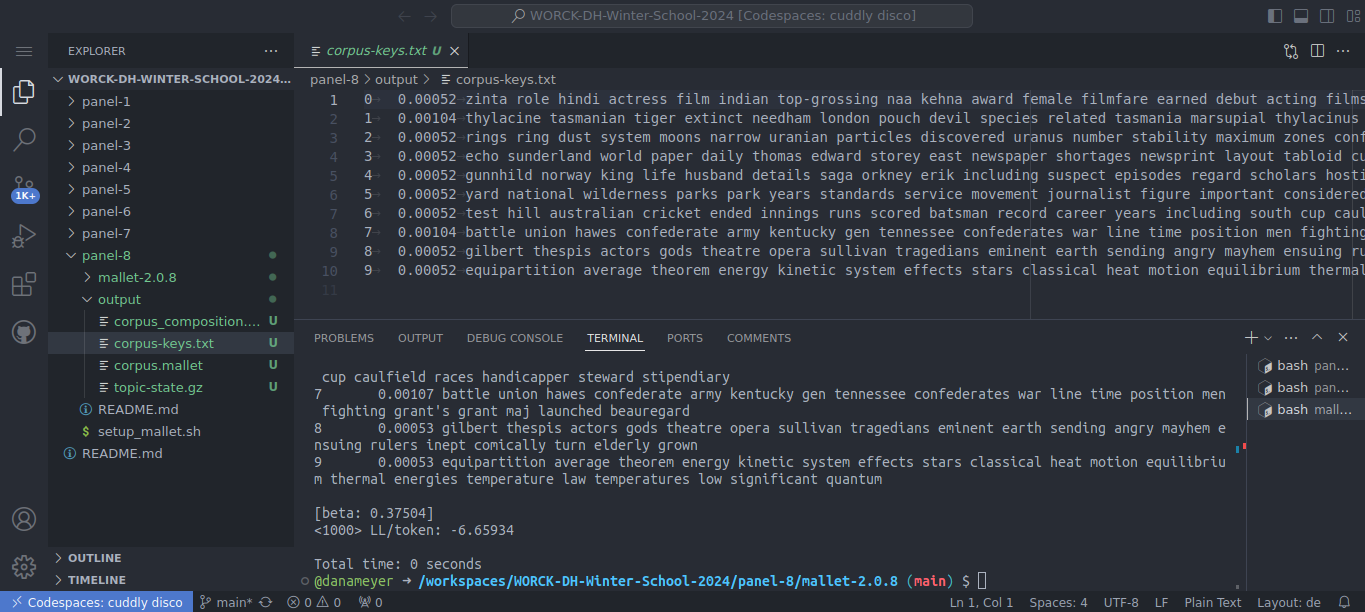 WORCK-DH-Winter-School-2024 [Codespaces: cuddly disco]
EXPLORER
WORCK-DH-WINTER-SCHOOL-2024...
panel-1
panel-2
panel-3
panel-4
panel-5
panel-6
panel-7
panel-8
mallet-2.0.8
output
corpus_composition.... U
corpus-keys.txt U
corpus.mallet U
topic-state.gz U
README.md
$ setup_mallet.sh
README.md
OUTLINE
TIMELINE
1K+
corpus-keys.txt U
panel-8 > output > corpus-keys.txt
1 0 0.00052 zinta role hindi actress film indian top-grossing naa kehna award female filmfare earned debut acting films
2 1 0.00104 thylacine tasmanian tiger extinct needham london pouch devil species related tasmania marsupial thylacinus
3 2 0.00052 rings ring dust system moons narrow uranian particles discovered uranus number stability maximum zones conf
4 3 0.00052 echo sunderland world paper daily thomas edward storey east newspaper shortages newsprint layout tabloid cu
5 4 0.00052 gunnhild norway king life husband details saga orkney erik including suspect episodes regard scholars hosti
6 5 0.00052 yard national wilderness parks park years standards service movement journalist figure important considered
7 6 0.00052 test hill australian cricket ended innings runs scored batsman record career years including south cup caul
8 7 0.00104 battle union hawes confederate army kentucky gen tennessee confederates war line time position men fighting
9 8 0.00052 gilbert thespis actors gods theatre opera sullivan tragedians eminent earth sending angry mayhem ensuing ru
10 9 0.00052 equipartition average theorem energy kinetic system effects stars classical heat motion equilibrium thermal
11
PROBLEMS OUTPUT DEBUG CONSOLE TERMINAL PORTS COMMENTS
cup caulfield races handicapper steward stipendiary
7 0.00107 battle union hawes confederate army kentucky gen tennessee confederates war line time position men
fighting grant's grant maj launched beauregard
8 0.00053 gilbert thespis actors gods theatre opera sullivan tragedians eminent earth sending angry mayhem e
nsuing rulers inept comically turn elderly grown
9 0.00053 equipartition average theorem energy kinetic system effects stars classical heat motion equilibriu
m thermal energies temperature law temperatures low significant quantum
[beta: 0.37504]
<1000> LL/token: -6.65934
Total time: 0 seconds
@danameyer ➜ /workspaces/WORCK-DH-Winter-School-2024/panel-8/mallet-2.0.8 (main) $
bash pan...
bash pan...
bash mall...
Codespaces: cuddly disco main* 0 0 0 Ln 1, Col 1 Spaces: 4 UTF-8 LF Plain Text Layout: de